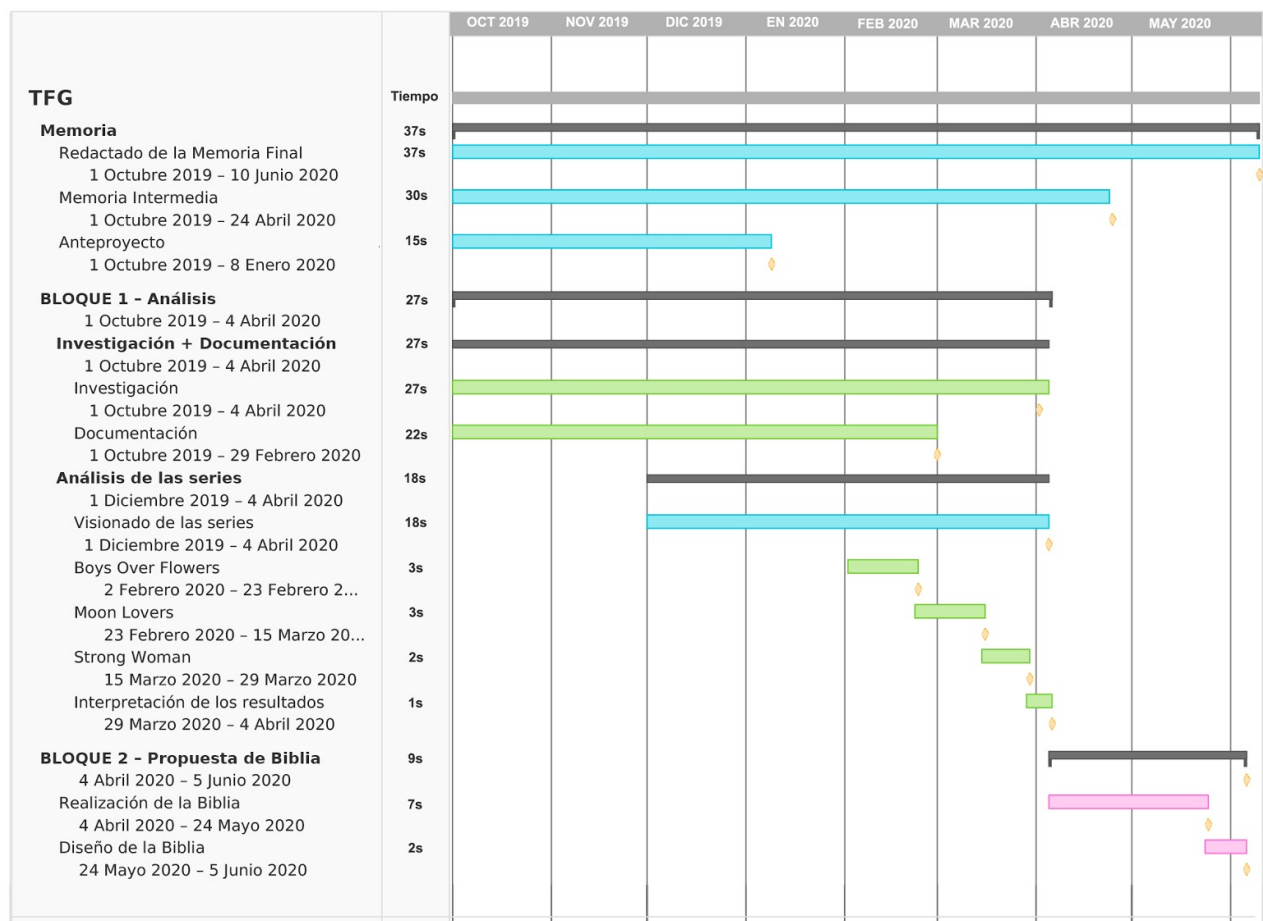 OCT 2019 NOV 2019 DIC 2019 EN 2020 FEB 2020 MAR 2020 ABR 2020 MAY 2020
TFG Tiempo
Memoria 37s
Redactado de la Memoria Final 37s
1 Octubre 2019 – 10 Junio 2020
Memoria Intermedia 30s
1 Octubre 2019 – 24 Abril 2020
Anteproyecto 15s
1 Octubre 2019 – 8 Enero 2020
BLOQUE 1 – Análisis 27s
1 Octubre 2019 – 4 Abril 2020
Investigación + Documentación 27s
1 Octubre 2019 – 4 Abril 2020
Investigación 27s
1 Octubre 2019 – 4 Abril 2020
Documentación 22s
1 Octubre 2019 – 29 Febrero 2020
Análisis de las series 18s
1 Diciembre 2019 – 4 Abril 2020
Visionado de las series 18s
1 Diciembre 2019 – 4 Abril 2020
Boys Over Flowers 3s
2 Febrero 2020 – 23 Febrero 2...
Moon Lovers 3s
23 Febrero 2020 – 15 Marzo 20...
Strong Woman 2s
15 Marzo 2020 – 29 Marzo 2020
Interpretación de los resultados 1s
29 Marzo 2020 – 4 Abril 2020
BLOQUE 2 – Propuesta de Biblia 9s
4 Abril 2020 – 5 Junio 2020
Realización de la Biblia 7s
4 Abril 2020 – 24 Mayo 2020
Diseño de la Biblia 2s
24 Mayo 2020 – 5 Junio 2020